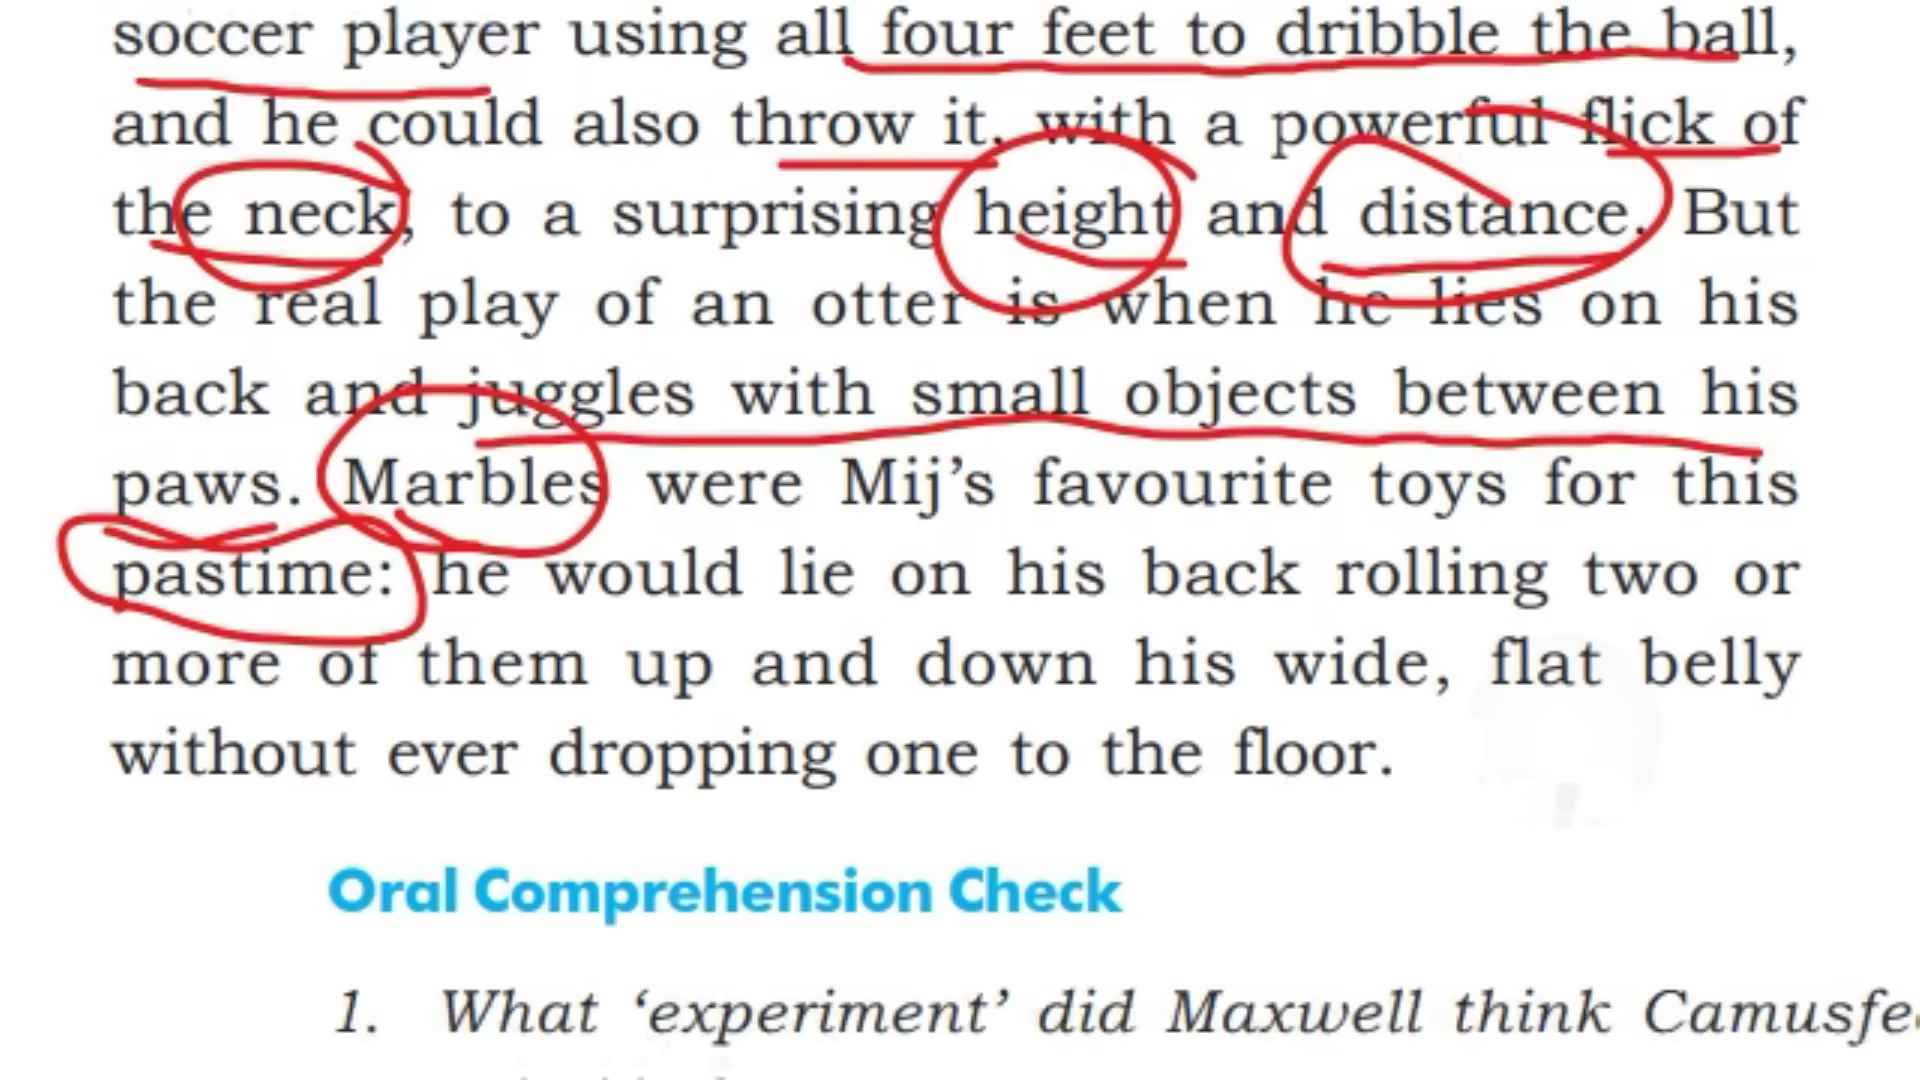 soccer player using all four feet to dribble the ball,
and he could also throw it, with a powerful flick of
the neck, to a surprising height and distance. But
the real play of an otter is when he lies on his
back and juggles with small objects between his
paws. Marbles were Mij’s favourite toys for this
pastime: he would lie on his back rolling two or
more of them up and down his wide, flat belly
without ever dropping one to the floor.
Oral Comprehension Check
1. What ‘experiment’ did Maxwell think